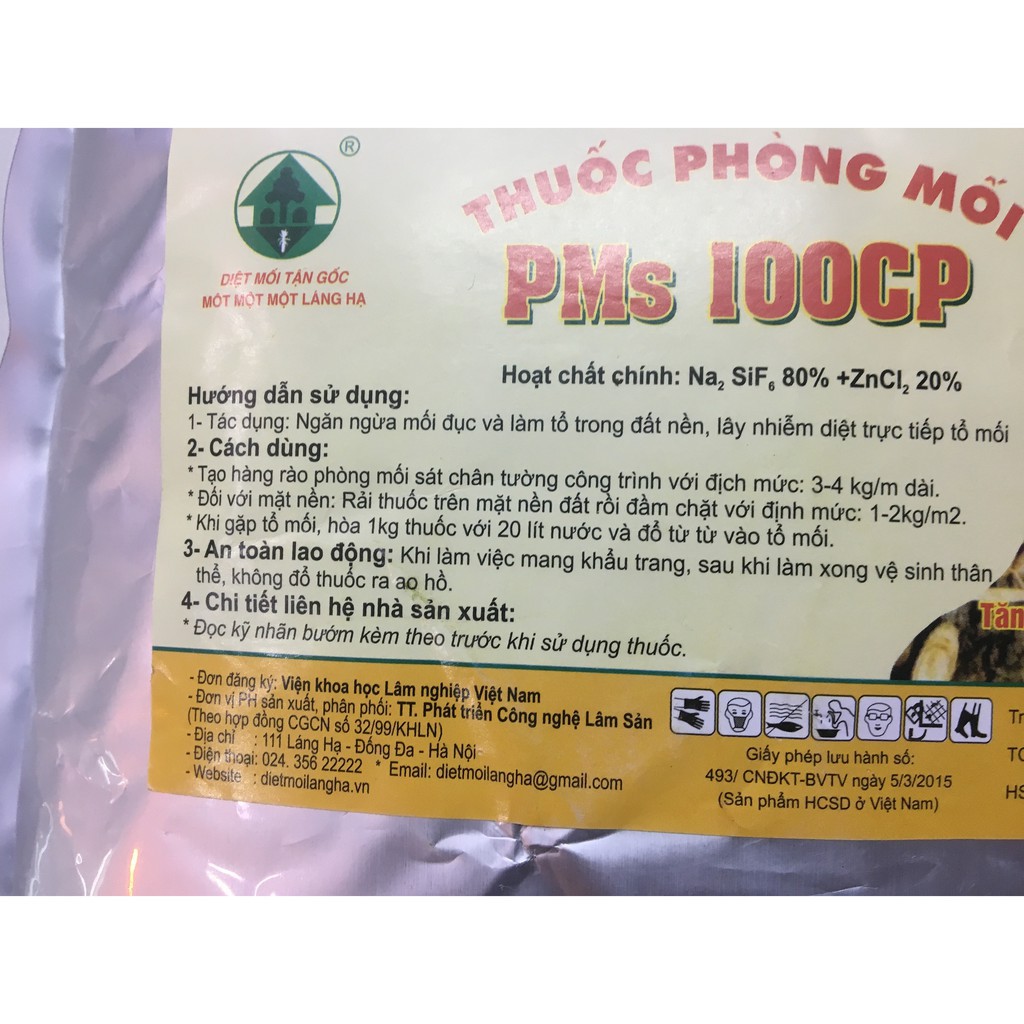 ®
DIỆT MỐI TẬN GỐC
MÔT MỘT MỘT LÁNG HẠ
THUỐC PHÒNG MỐI
PMs 100CP
Hoạt chất chính: Na₂ SiF₆ 80% +ZnCl₂ 20%
Hướng dẫn sử dụng:
1- Tác dụng: Ngăn ngừa mối đục và làm tổ trong đất nền, lây nhiễm diệt trực tiếp tổ mối
2- Cách dùng:
* Tạo hàng rào phòng mối sát chân tường công trình với địch mức: 3-4 kg/m dài.
* Đối với mặt nền: Rải thuốc trên mặt nền đất rồi đầm chặt với định mức: 1-2kg/m2.
* Khi gặp tổ mối, hòa 1kg thuốc với 20 lít nước và đổ từ từ vào tổ mối.
3- An toàn lao động: Khi làm việc mang khẩu trang, sau khi làm xong vệ sinh thân
thể, không đổ thuốc ra ao hồ.
4- Chi tiết liên hệ nhà sản xuất:
* Đọc kỹ nhãn bướm kèm theo trước khi sử dụng thuốc.
Tăn
- Đơn đăng ký: Viện khoa học Lâm nghiệp Việt Nam
- Đơn vị PH sản xuất, phân phối: TT. Phát triển Công nghệ Lâm Sản
(Theo hợp đồng CGCN số 32/99/KHLN)
- Địa chỉ : 111 Láng Hạ - Đống Đa - Hà Nội
- Điện thoại: 024. 356 22222 * Email: dietmoilangha@gmail.com
- Website : dietmoilangha.vn
Giấy phép lưu hành số:
493/ CNĐKT-BVTV ngày 5/3/2015
(Sản phẩm HCSD ở Việt Nam)
Tr
TC
HS